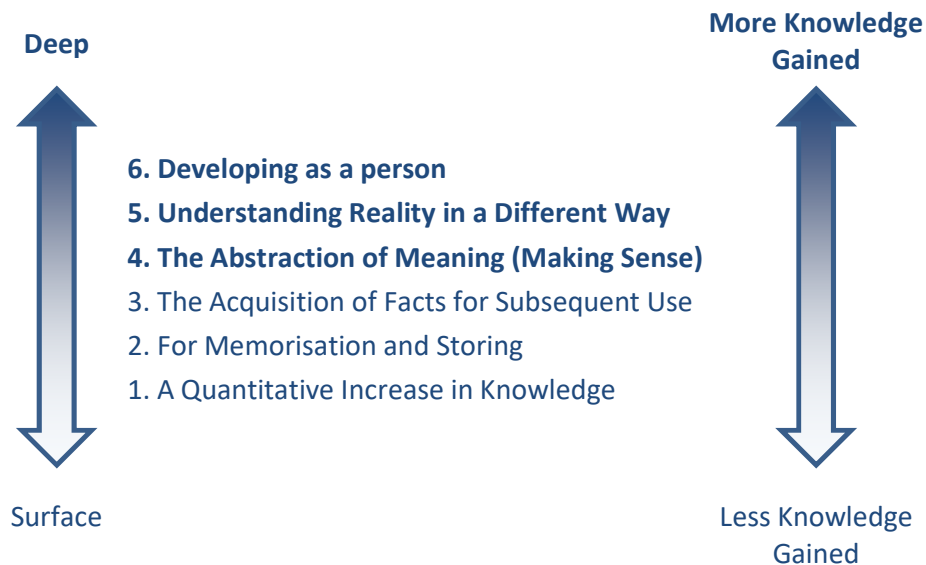 Deep
More Knowledge
Gained
6. Developing as a person
5. Understanding Reality in a Different Way
4. The Abstraction of Meaning (Making Sense)
3. The Acquisition of Facts for Subsequent Use
2. For Memorisation and Storing
1. A Quantitative Increase in Knowledge
Surface
Less Knowledge
Gained